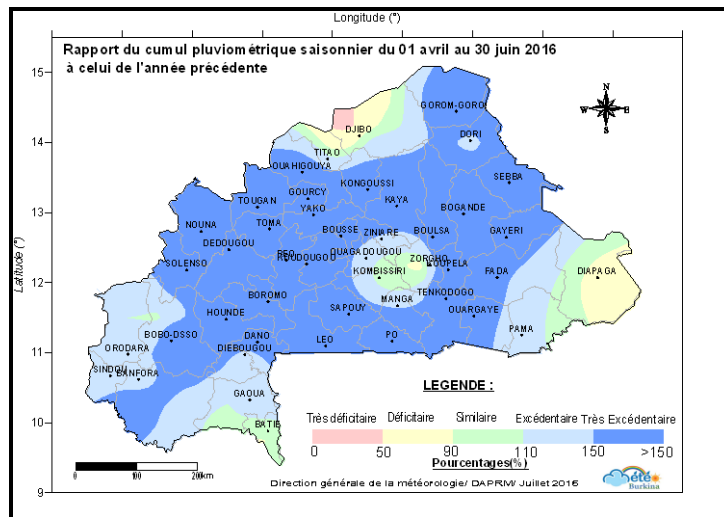 Longitude (°)
Rapport du cumul pluviométrique saisonnier du 01 avril au 30 juin 2016
à celui de l'année précédente
15
14
13
12
11
10
9
Latitude (°)
GOROM-GORO
DJIBO
DORI
TITAO
OUAHIGOUYA
KONGOUSSI
SEBBA
GOURCY
TOUGAN
KAYA
YAKO
BOGANDE
NOUNA
TOMA
BOUSSE
ZINIARE
BOULSA
GAYERI
DEDOUGOU
OUAGADOUGOU
REO
KOUDOUGOU
ZORGHO
KOUPELA
SOLENSO
KOMBISSIRI
FADA
DIAPAGA
BOROMO
MANGA
TENKODOGO
HOUNDE
SAPOUY
OUARGAYE
BOBO-DSSO
DANO
LEO
PO
PAMA
ORODARA
DIEBOUGOU
SINDOU
BANFORA
GAOUA
BATIE
N
W
E
S
LEGENDE :
Très déficitaire Déficitaire Similaire Excédentaire Très Excédentaire
0 50 90 110 150 >150
Pourcentages(%)
0 100 200km
Direction générale de la météorologie/ DAPRM/ Juillet 2016
météo
Burkina